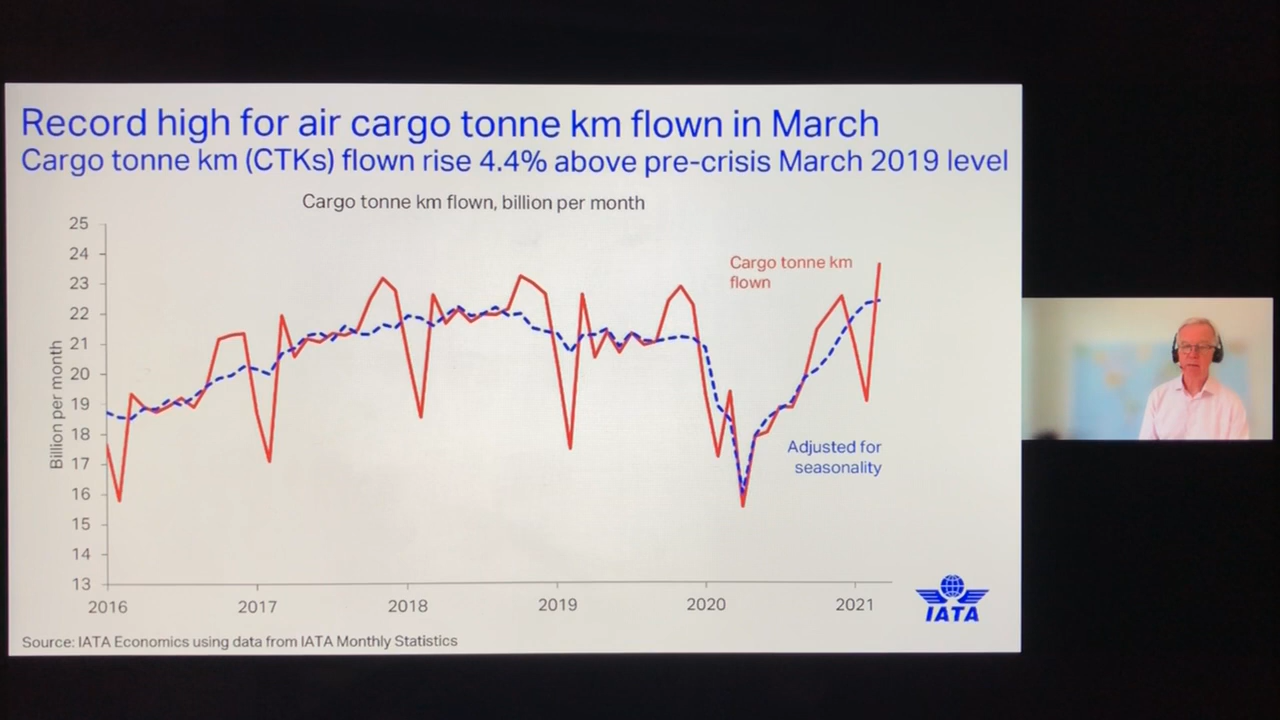 Record high for air cargo tonne km flown in March
Cargo tonne km (CTKs) flown rise 4.4% above pre-crisis March 2019 level
Cargo tonne km flown, billion per month
25
24
23
22
21
20
19
18
17
16
15
14
13
Billion per month
Cargo tonne km
flown
Adjusted for
seasonality
2016
2017
2018
2019
2020
2021
IATA
Source: IATA Economics using data from IATA Monthly Statistics